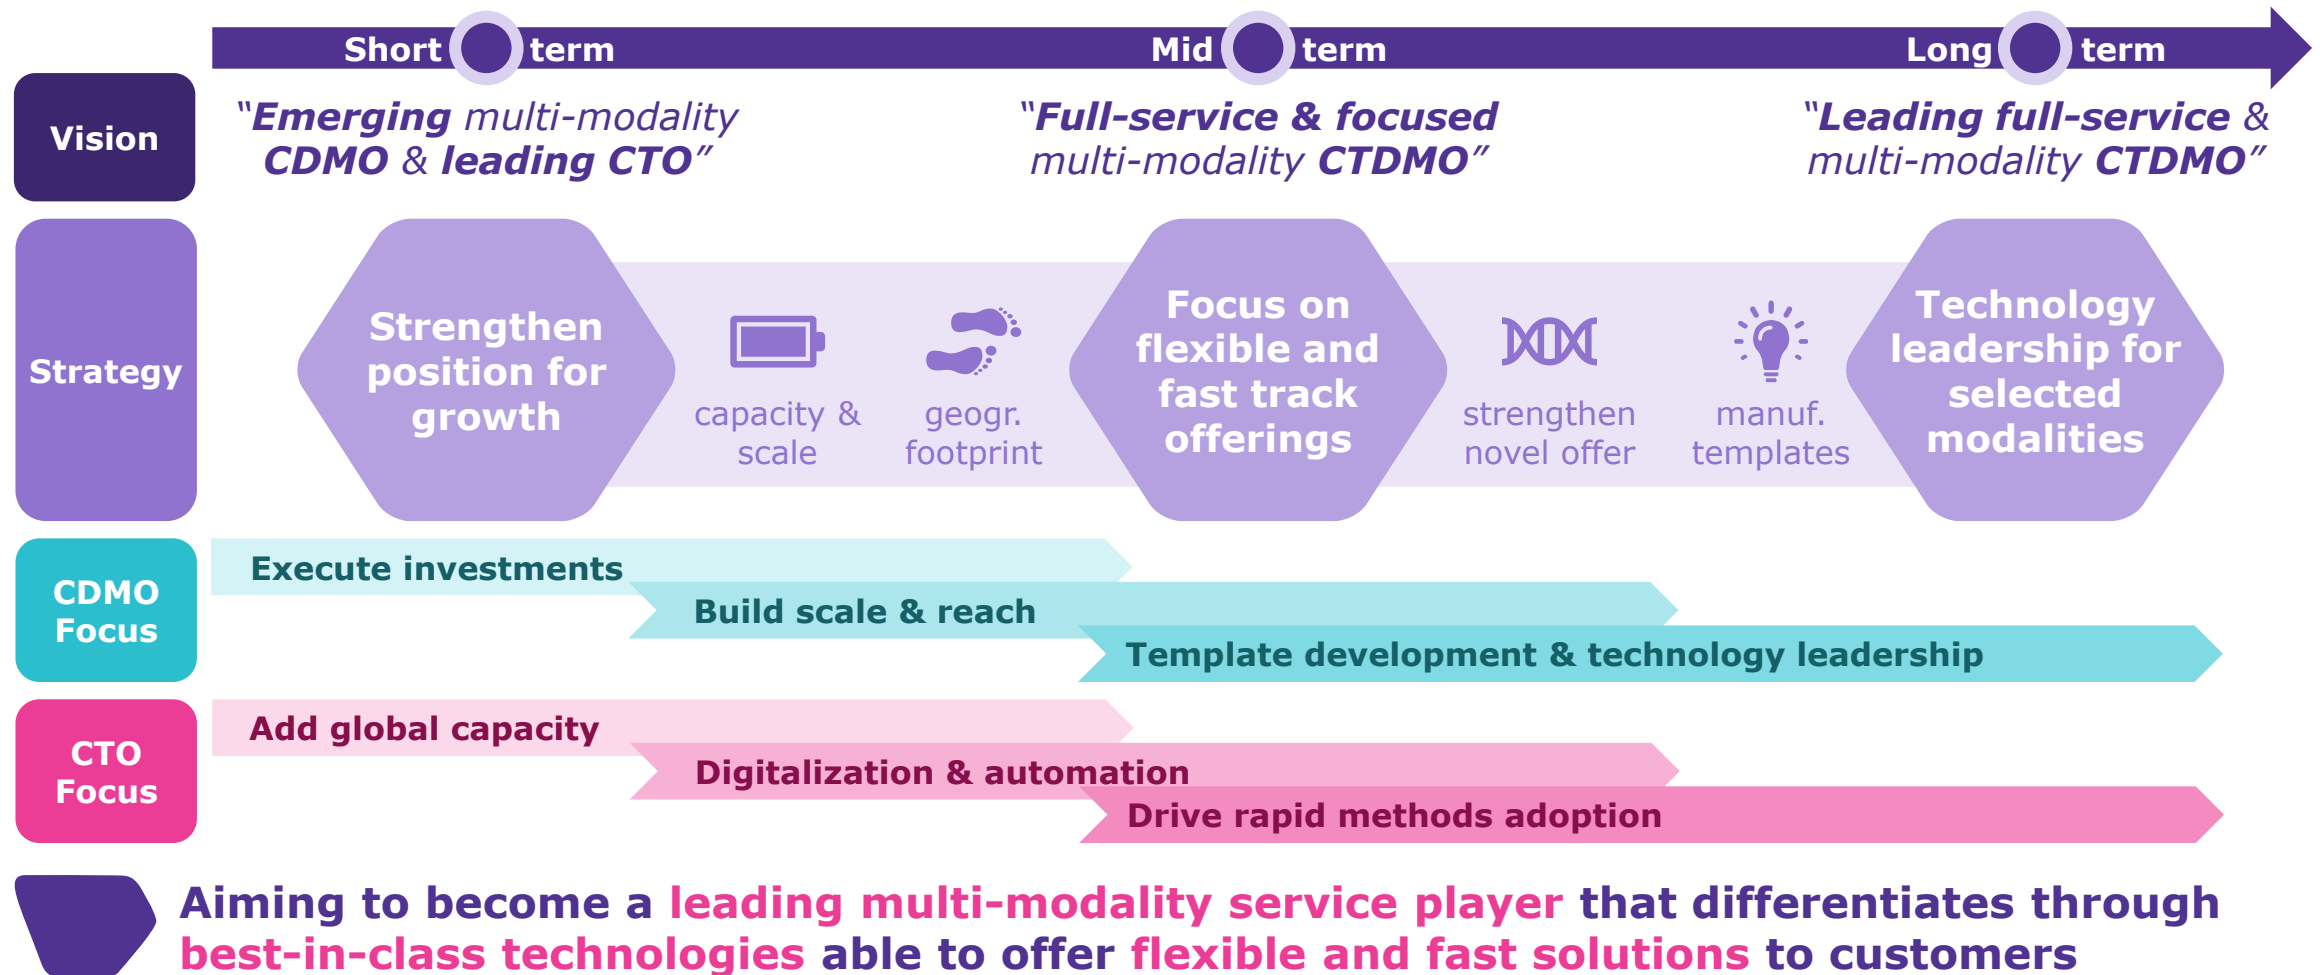 Short term
Mid term
Long term
Vision
“Emerging multi-modality
CDMO & leading CTO”
“Full-service & focused
multi-modality CTDMO”
“Leading full-service &
multi-modality CTDMO”
Strategy
Strengthen
position for
growth
capacity &
scale
geogr.
footprint
Focus on
flexible and
fast track
offerings
strengthen
novel offer
manuf.
templates
Technology
leadership for
selected
modalities
CDMO
Focus
Execute investments
Build scale & reach
Template development & technology leadership
CTO
Focus
Add global capacity
Digitalization & automation
Drive rapid methods adoption
Aiming to become a leading multi-modality service player that differentiates through
best-in-class technologies able to offer flexible and fast solutions to customers